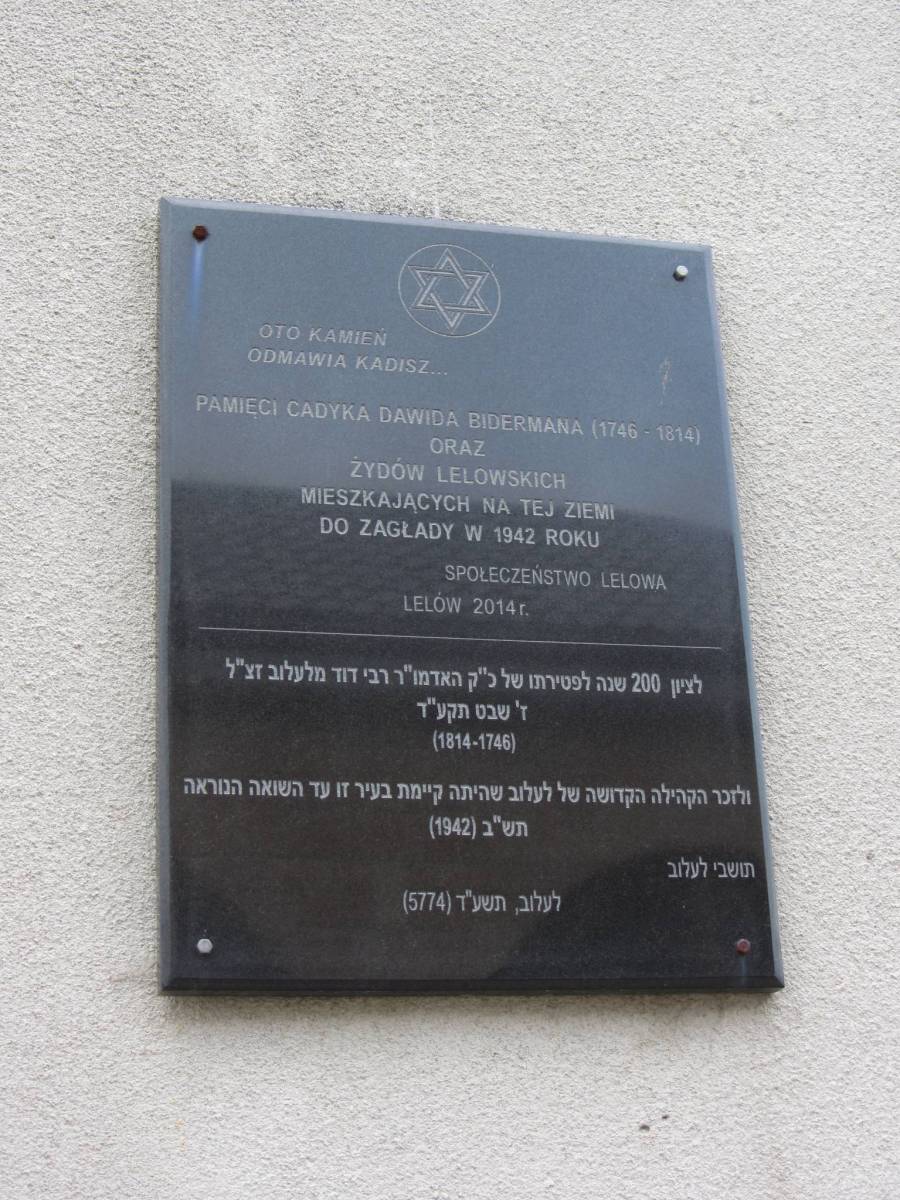 OTO KAMIEŃ
ODMAWIA KADISZ...
PAMIĘCI CADYKA DAWIDA BIDERMANA (1746 - 1814)
ORAZ
ŻYDÓW LELOWSKICH
MIESZKAJĄCYCH NA TEJ ZIEMI
DO ZAGŁADY W 1942 ROKU
SPOŁECZEŃSTWO LELOWA
LELÓW 2014 r.
לציון 200 שנה לפטירתו של כ"ק האדמו"ר רבי דוד מלעלוב זצ"ל
ז' שבט תקע"ד
(1814-1746)
ולזכר הקהילה הקדושה של לעלוב שהיתה קיימת בעיר זו עד השואה הנוראה
תש"ב (1942)
תושבי לעלוב
לעלוב, תשע"ד (5774)